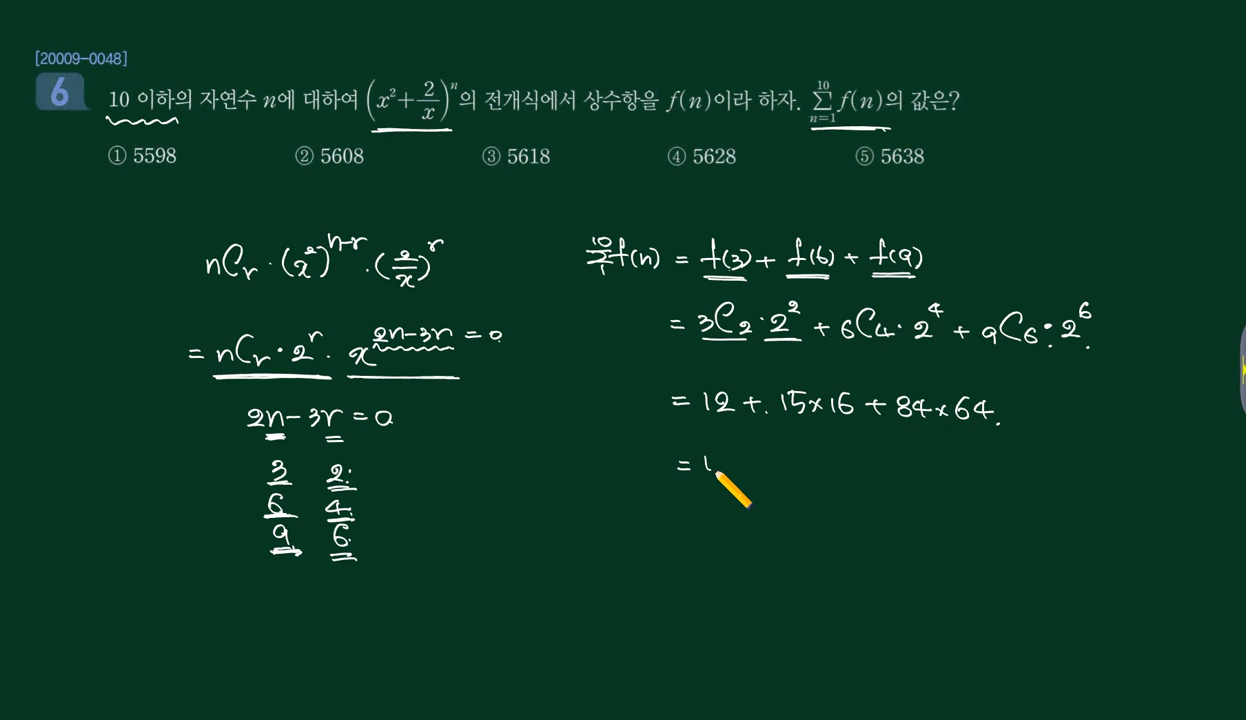 [20009-0048]
6 10 이하의 자연수 n에 대하여 (x²+2/x)ⁿ의 전개식에서 상수항을 f(n)이라 하자. ∑_{n=1}^{10} f(n)의 값은?
① 5598 ② 5608 ③ 5618 ④ 5628 ⑤ 5638
nCr · (x²)^{n-r} · (2/x)^r
= nCr · 2^r · x^{2n-3r} = 0
2n - 3r = 0
3 2
6 4
9 6
∑_{1}^{10} f(n) = f(3) + f(6) + f(9)
= 3C2 · 2² + 6C4 · 2⁴ + 9C6 · 2⁶
= 12 + 15×16 + 84×64
= 1